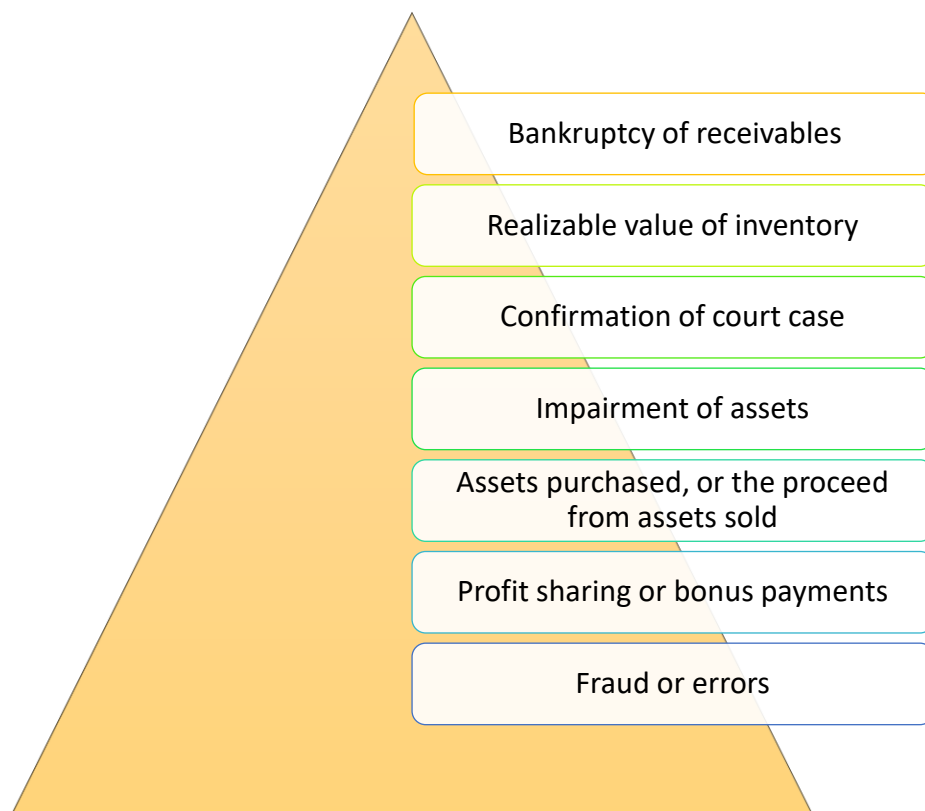 Bankruptcy of receivables
Realizable value of inventory
Confirmation of court case
Impairment of assets
Assets purchased, or the proceed
from assets sold
Profit sharing or bonus payments
Fraud or errors